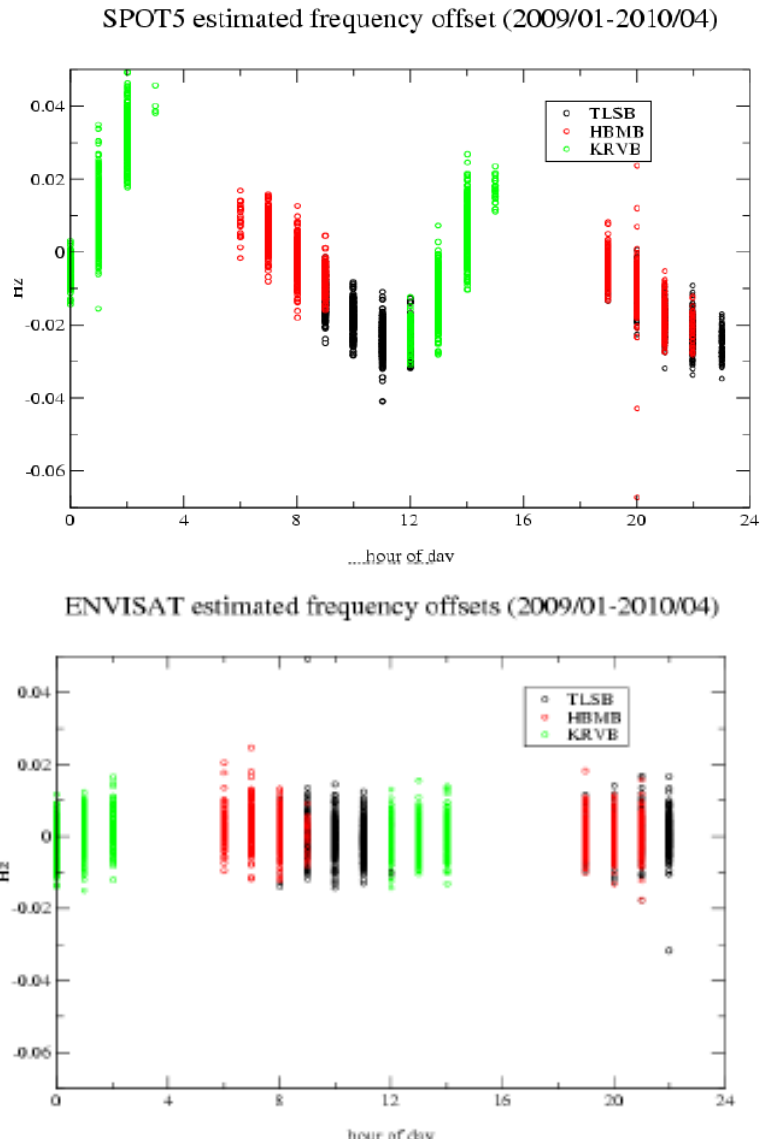 SPOT5 estimated frequency offset (2009/01-2010/04)
0.04
0.02
0
-0.02
-0.04
-0.06
Hz
TLSB
HBMB
KRVB
0 4 8 12 16 20 24
hour of day
ENVISAT estimated frequency offsets (2009/01-2010/04)
0.04
0.02
0
-0.02
-0.04
-0.06
Hz
TLSB
HBMB
KRVB
0 4 8 12 16 20 24
hour of day